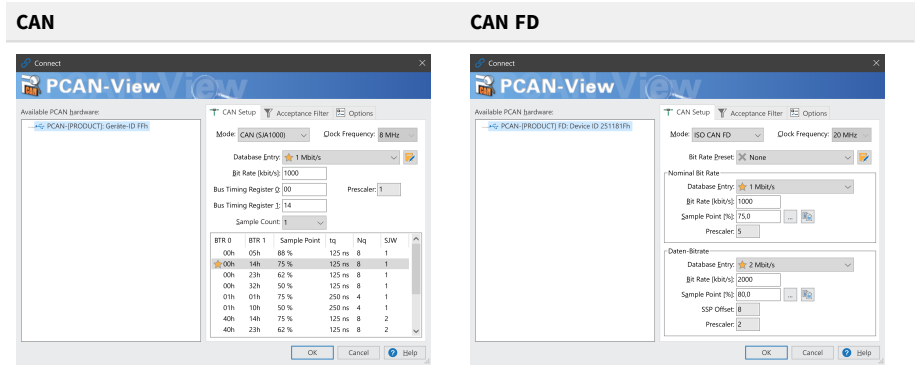 CAN
CAN FD
Connect
PCAN-View
Available PCAN hardware:
PCAN-[PRODUCT]: Geräte-ID FFh
CAN Setup Acceptance Filter Options
Mode: CAN (SJA1000) Clock Frequency: 8 MHz
Database Entry: 1 Mbit/s
Bit Rate [kbit/s]: 1000
Bus Timing Register 0: 00 Prescaler: 1
Bus Timing Register 1: 14
Sample Count: 1
BTR 0 BTR 1 Sample Point tq Nq SJW
00h 05h 88 % 125 ns 8 1
00h 14h 75 % 125 ns 8 1
00h 23h 62 % 125 ns 8 1
00h 32h 50 % 125 ns 8 1
01h 01h 75 % 250 ns 4 1
01h 10h 50 % 250 ns 4 1
40h 14h 75 % 125 ns 8 2
40h 23h 62 % 125 ns 8 2
OK Cancel Help
Connect
PCAN-View
Available PCAN hardware:
PCAN-[PRODUCT] FD: Device ID 251181Fh
CAN Setup Acceptance Filter Options
Mode: ISO CAN FD Clock Frequency: 20 MHz
Bit Rate Preset: None
Nominal Bit Rate
Database Entry: 1 Mbit/s
Bit Rate [kbit/s]: 1000
Sample Point [%]: 75,0 ...
Prescaler: 5
Daten-Bitrate
Database Entry: 2 Mbit/s
Bit Rate [kbit/s]: 2000
Sample Point [%]: 80,0 ...
SSP Offset: 8
Prescaler: 2
OK Cancel Help